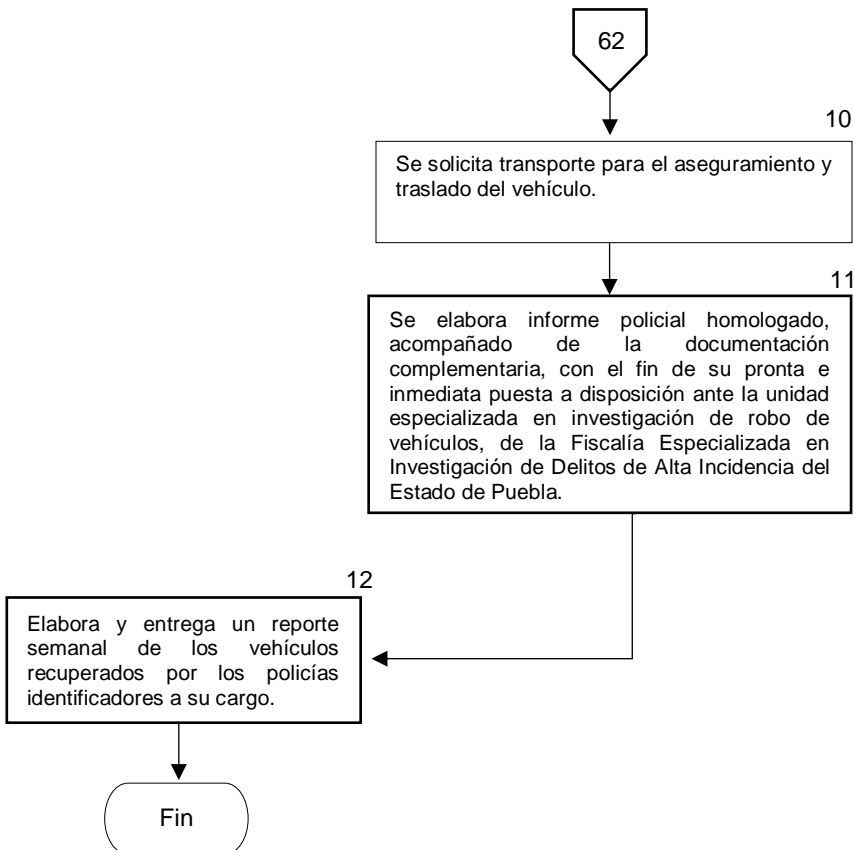 62
10
Se solicita transporte para el aseguramiento y
traslado del vehículo.
11
Se elabora informe policial homologado,
acompañado de la documentación
complementaria, con el fin de su pronta e
inmediata puesta a disposición ante la unidad
especializada en investigación de robo de
vehículos, de la Fiscalía Especializada en
Investigación de Delitos de Alta Incidencia del
Estado de Puebla.
12
Elabora y entrega un reporte
semanal de los vehículos
recuperados por los policías
identificadores a su cargo.
Fin